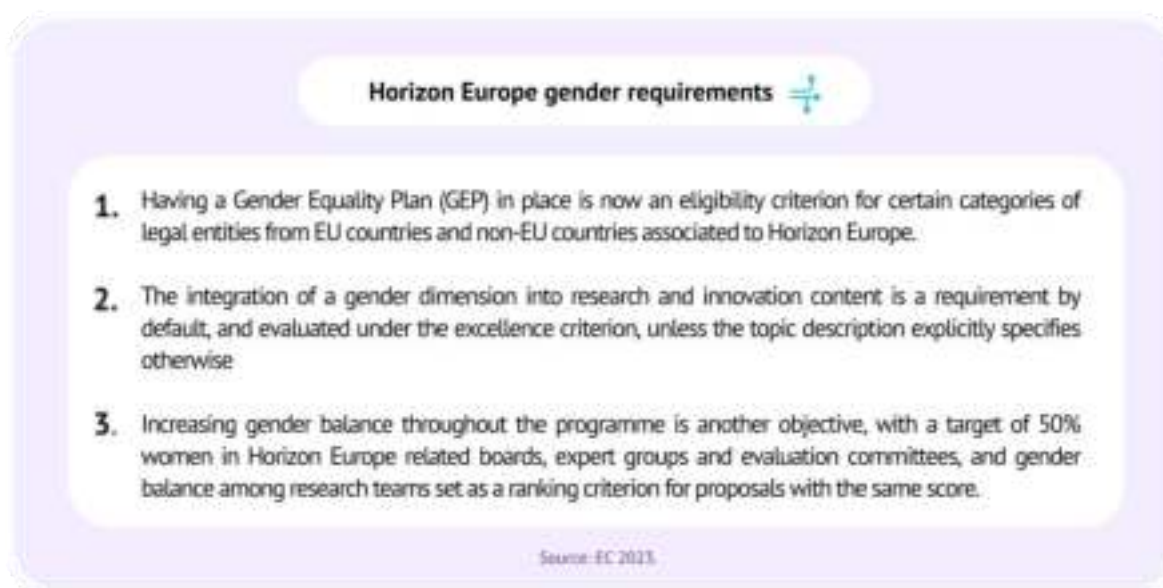 Horizon Europe gender requirements
1. Having a Gender Equality Plan (GEP) in place is now an eligibility criterion for certain categories of
legal entities from EU countries and non-EU countries associated to Horizon Europe.
2. The integration of a gender dimension into research and innovation content is a requirement by
default, and evaluated under the excellence criterion, unless the topic description explicitly specifies
otherwise
3. Increasing gender balance throughout the programme is another objective, with a target of 50%
women in Horizon Europe related boards, expert groups and evaluation committees, and gender
balance among research teams set as a ranking criterion for proposals with the same score.
Source: EC 2023.